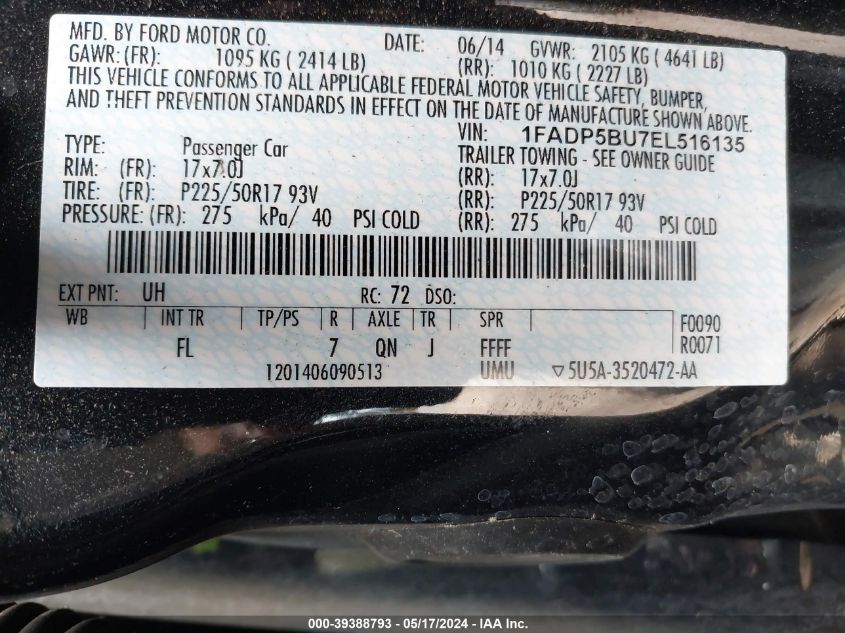 MFD. BY FORD MOTOR CO.
DATE: 06/14 GVWR: 2105 KG ( 4641 LB)
GAWR: (FR): 1095 KG ( 2414 LB) (RR): 1010 KG ( 2227 LB)
THIS VEHICLE CONFORMS TO ALL APPLICABLE FEDERAL MOTOR VEHICLE SAFETY, BUMPER,
AND THEFT PREVENTION STANDARDS IN EFFECT ON THE DATE OF MANUFACTURE SHOWN ABOVE.
VIN: 1FADP5BU7EL516135
TYPE: Passenger Car TRAILER TOWING - SEE OWNER GUIDE
RIM: (FR): 17x7.0J (RR): 17x7.0J
TIRE: (FR): P225/50R17 93V (RR): P225/50R17 93V
PRESSURE: (FR): 275 kPa/ 40 PSI COLD (RR): 275 kPa/ 40 PSI COLD
EXT PNT: UH RC: 72 DSO:
WB INT TR TP/PS R AXLE TR SPR F0090
FL 7 QN J FFFF R0071
1201406090513 UMU ▽5U5A-3520472-AA
000-39388793 - 05/17/2024 - IAA Inc.